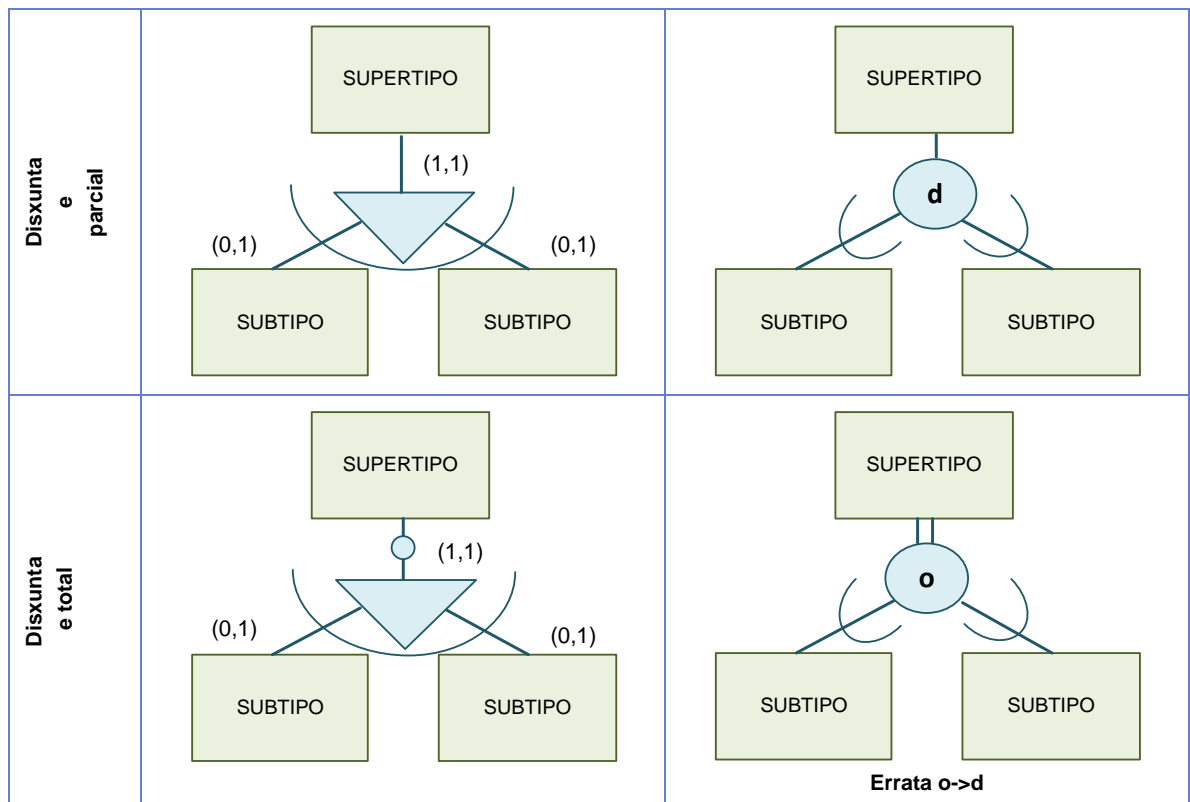 Disxunta
e
parcial
SUPERTIPO
(1,1)
(0,1)
(0,1)
SUBTIPO
SUBTIPO
SUPERTIPO
d
SUBTIPO
SUBTIPO
Disxunta
e total
SUPERTIPO
(1,1)
(0,1)
(0,1)
SUBTIPO
SUBTIPO
SUPERTIPO
o
SUBTIPO
SUBTIPO
Errata o->d